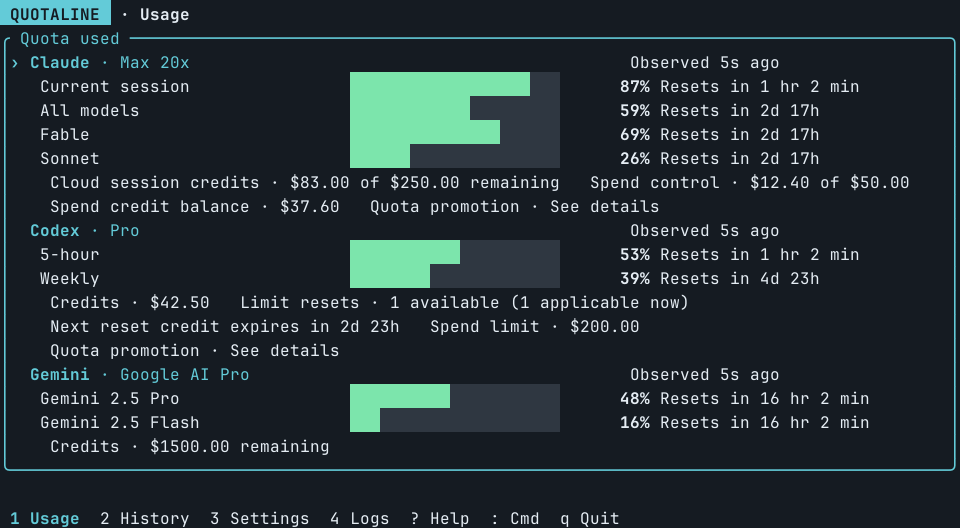 QUOTALINE · Usage
Quota used
› Claude · Max 20x Observed 5s ago
Current session 87% Resets in 1 hr 2 min
All models 59% Resets in 2d 17h
Fable 69% Resets in 2d 17h
Sonnet 26% Resets in 2d 17h
Cloud session credits · $83.00 of $250.00 remaining Spend control · $12.40 of $50.00
Spend credit balance · $37.60 Quota promotion · See details
Codex · Pro Observed 5s ago
5-hour 53% Resets in 1 hr 2 min
Weekly 39% Resets in 4d 23h
Credits · $42.50 Limit resets · 1 available (1 applicable now)
Next reset credit expires in 2d 23h Spend limit · $200.00
Quota promotion · See details
Gemini · Google AI Pro Observed 5s ago
Gemini 2.5 Pro 48% Resets in 16 hr 2 min
Gemini 2.5 Flash 16% Resets in 16 hr 2 min
Credits · $1500.00 remaining
1 Usage 2 History 3 Settings 4 Logs ? Help : Cmd q Quit